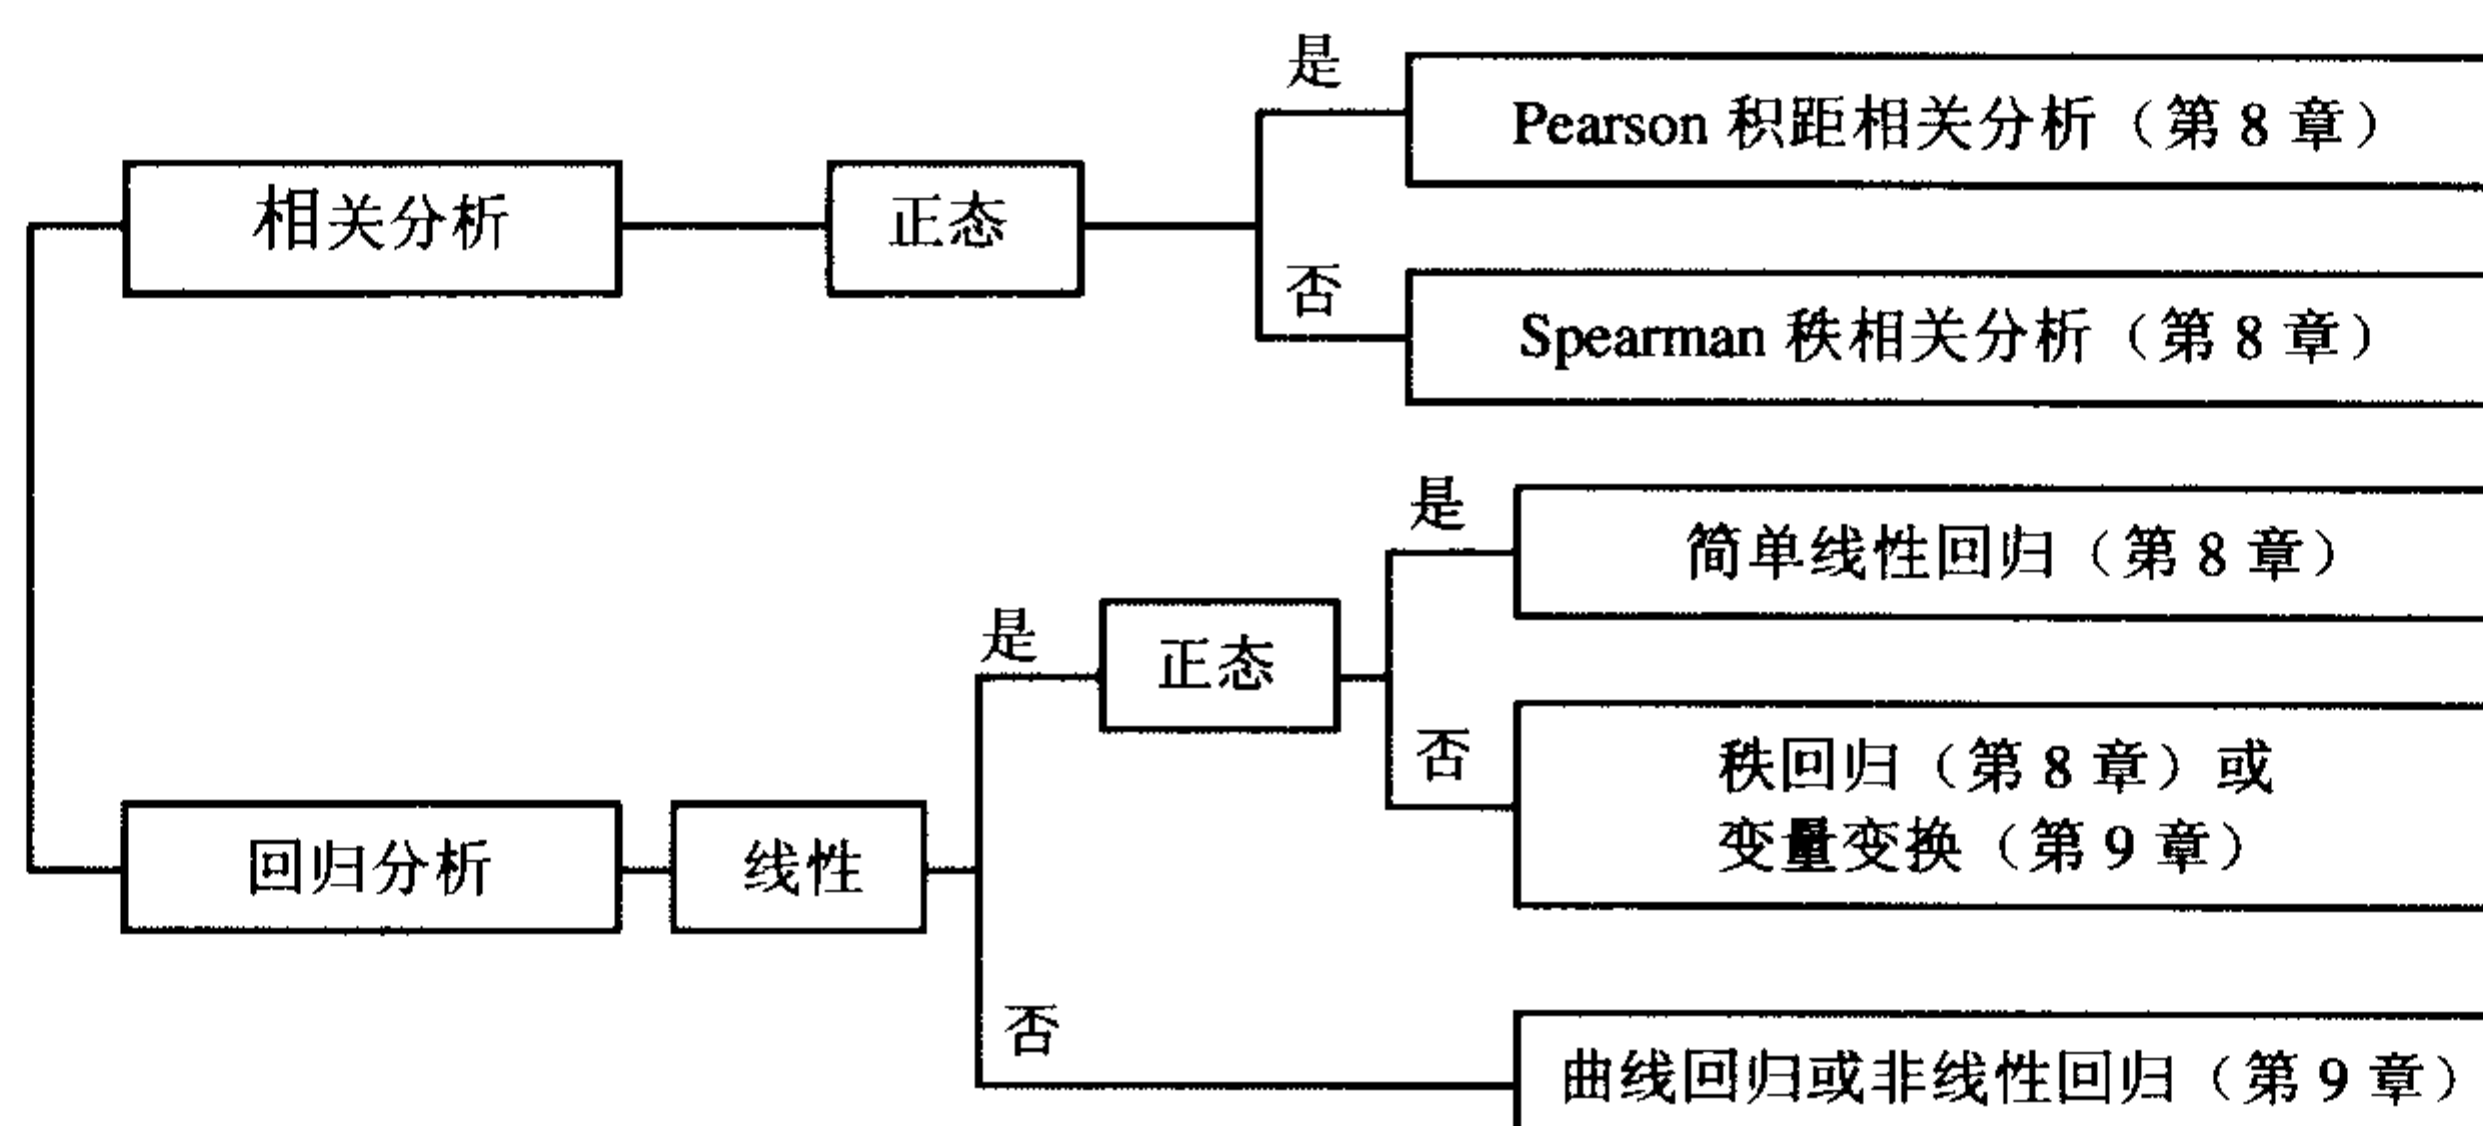 是
Pearson 积距相关分析（第 8 章）
相关分析
正态
否
Spearman 秩相关分析（第 8 章）
是
简单线性回归（第 8 章）
是
正态
否
秩回归（第 8 章）或
变量变换（第 9 章）
回归分析
线性
否
曲线回归或非线性回归（第 9 章）